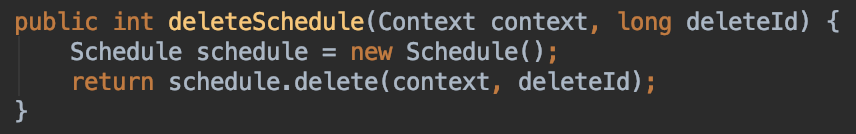 public int deleteSchedule(Context context, long deleteId) {
    Schedule schedule = new Schedule();
    return schedule.delete(context, deleteId);
}